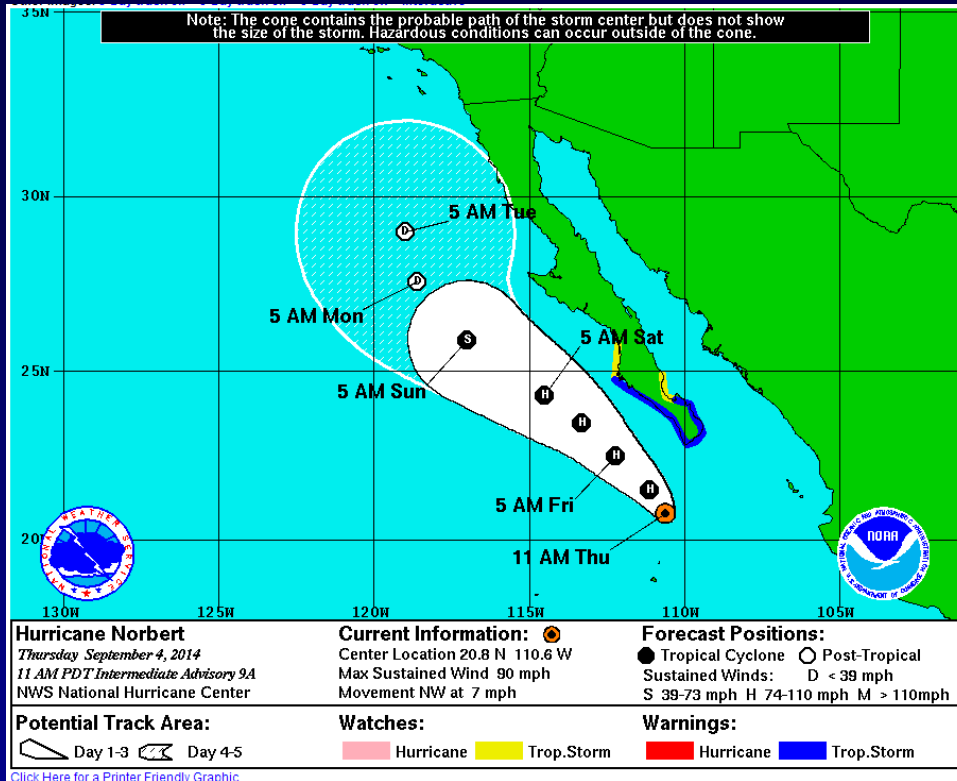 Note: The cone contains the probable path of the storm center but does not show
the size of the storm. Hazardous conditions can occur outside of the cone.
35N
30N
25N
20N
130W 125W 120W 115W 110W 105W
5 AM Tue
5 AM Mon
5 AM Sat
5 AM Sun
5 AM Fri
11 AM Thu
D
D
S
H
H
H
H
NATIONAL WEATHER SERVICE
NOAA
Hurricane Norbert
Thursday September 4, 2014
11 AM PDT Intermediate Advisory 9A
NWS National Hurricane Center
Current Information:
Center Location 20.8 N 110.6 W
Max Sustained Wind 90 mph
Movement NW at 7 mph
Forecast Positions:
Tropical Cyclone Post-Tropical
Sustained Winds: D < 39 mph
S 39-73 mph H 74-110 mph M > 110mph
Potential Track Area:
Day 1-3 Day 4-5
Watches:
Hurricane Trop.Storm
Warnings:
Hurricane Trop.Storm
Click Here for a Printer Friendly Graphic